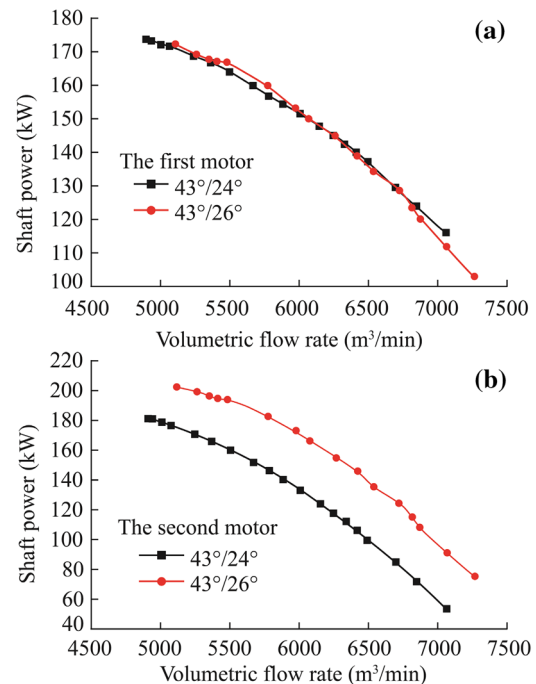 (a)
180
170
160
150
140
130
120
110
100
Shaft power (kW)
The first motor
43°/24°
43°/26°
4500 5000 5500 6000 6500 7000 7500
Volumetric flow rate (m³/min)
(b)
220
200
180
160
140
120
100
80
60
40
Shaft power (kW)
The second motor
43°/24°
43°/26°
4500 5000 5500 6000 6500 7000 7500
Volumetric flow rate (m³/min)